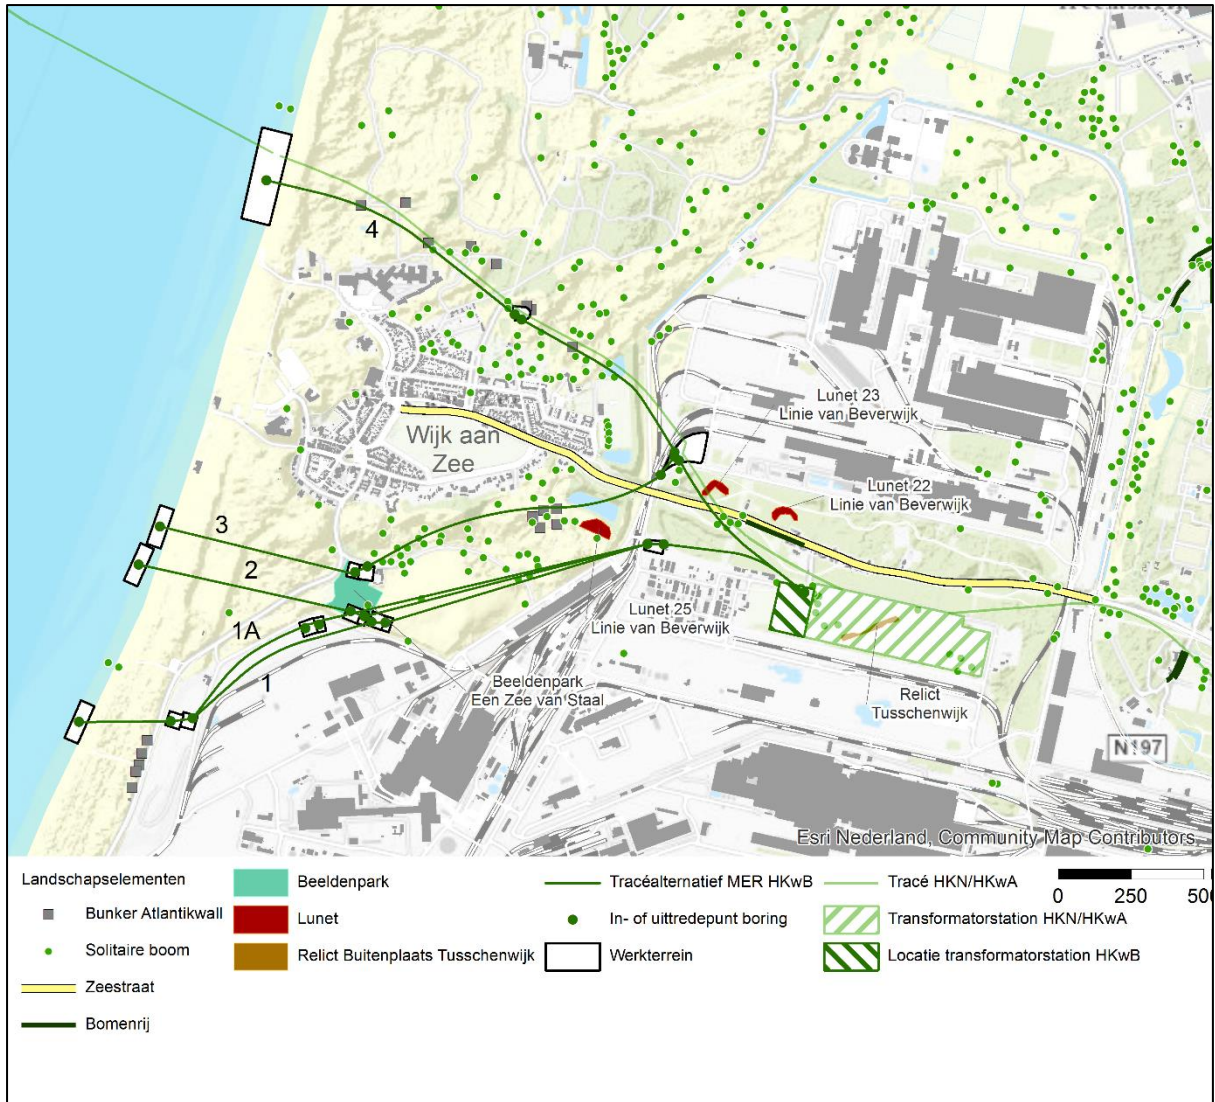 4
Lunet 23
Linie van Beverwijk
Wijk aan
Zee
Lunet 22
Linie van Beverwijk
3
2
1A
Lunet 25
Linie van Beverwijk
1
Beeldenpark
Een Zee van Staal
Relict
Tusschenwijk
N197
Esri Nederland, Community Map Contributors
Landschapselementen
Bunker Atlantikwall
Solitaire boom
Zeestraat
Bomenrij
Beeldenpark
Lunet
Relict Buitenplaats Tusschenwijk
Tracéalternatief MER HKwB
In- of uittredepunt boring
Werkterrein
Tracé HKN/HKwA
Transformatorstation HKN/HKwA
Locatie transformatorstation HKwB
0 250